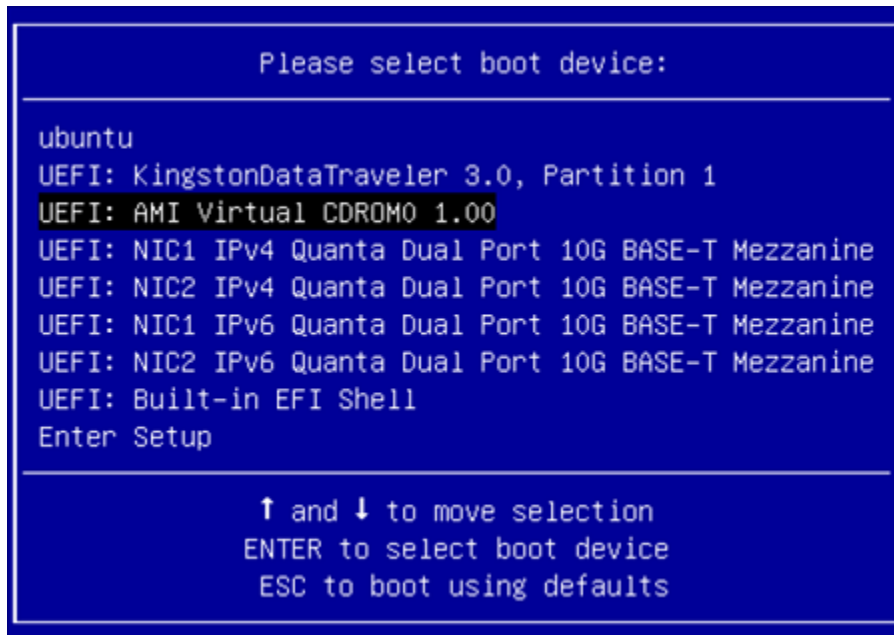 Please select boot device:
ubuntu
UEFI: KingstonDataTraveler 3.0, Partition 1
UEFI: AMI Virtual CDROM0 1.00
UEFI: NIC1 IPv4 Quanta Dual Port 10G BASE-T Mezzanine
UEFI: NIC2 IPv4 Quanta Dual Port 10G BASE-T Mezzanine
UEFI: NIC1 IPv6 Quanta Dual Port 10G BASE-T Mezzanine
UEFI: NIC2 IPv6 Quanta Dual Port 10G BASE-T Mezzanine
UEFI: Built-in EFI Shell
Enter Setup
↑ and ↓ to move selection
ENTER to select boot device
ESC to boot using defaults